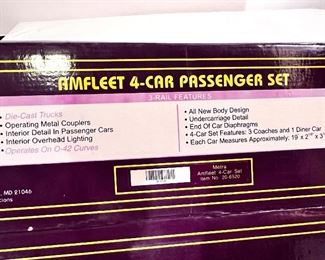 AMFLEET 4-CAR PASSENGER SET
3-RAIL FEATURES
• Die-Cast Trucks
• Operating Metal Couplers
• Interior Detail In Passenger Cars
• Interior Overhead Lighting
• Operates On O-42 Curves
• All New Body Design
• Undercarriage Detail
• End Of Car Diaphragms
• 4-Car Set Features: 3 Coaches and 1 Diner Car
• Each Car Measures Approximately: 19" x 2
Metra
Amfleet 4-Car Set
Item No. 20-6520
, MD 21046